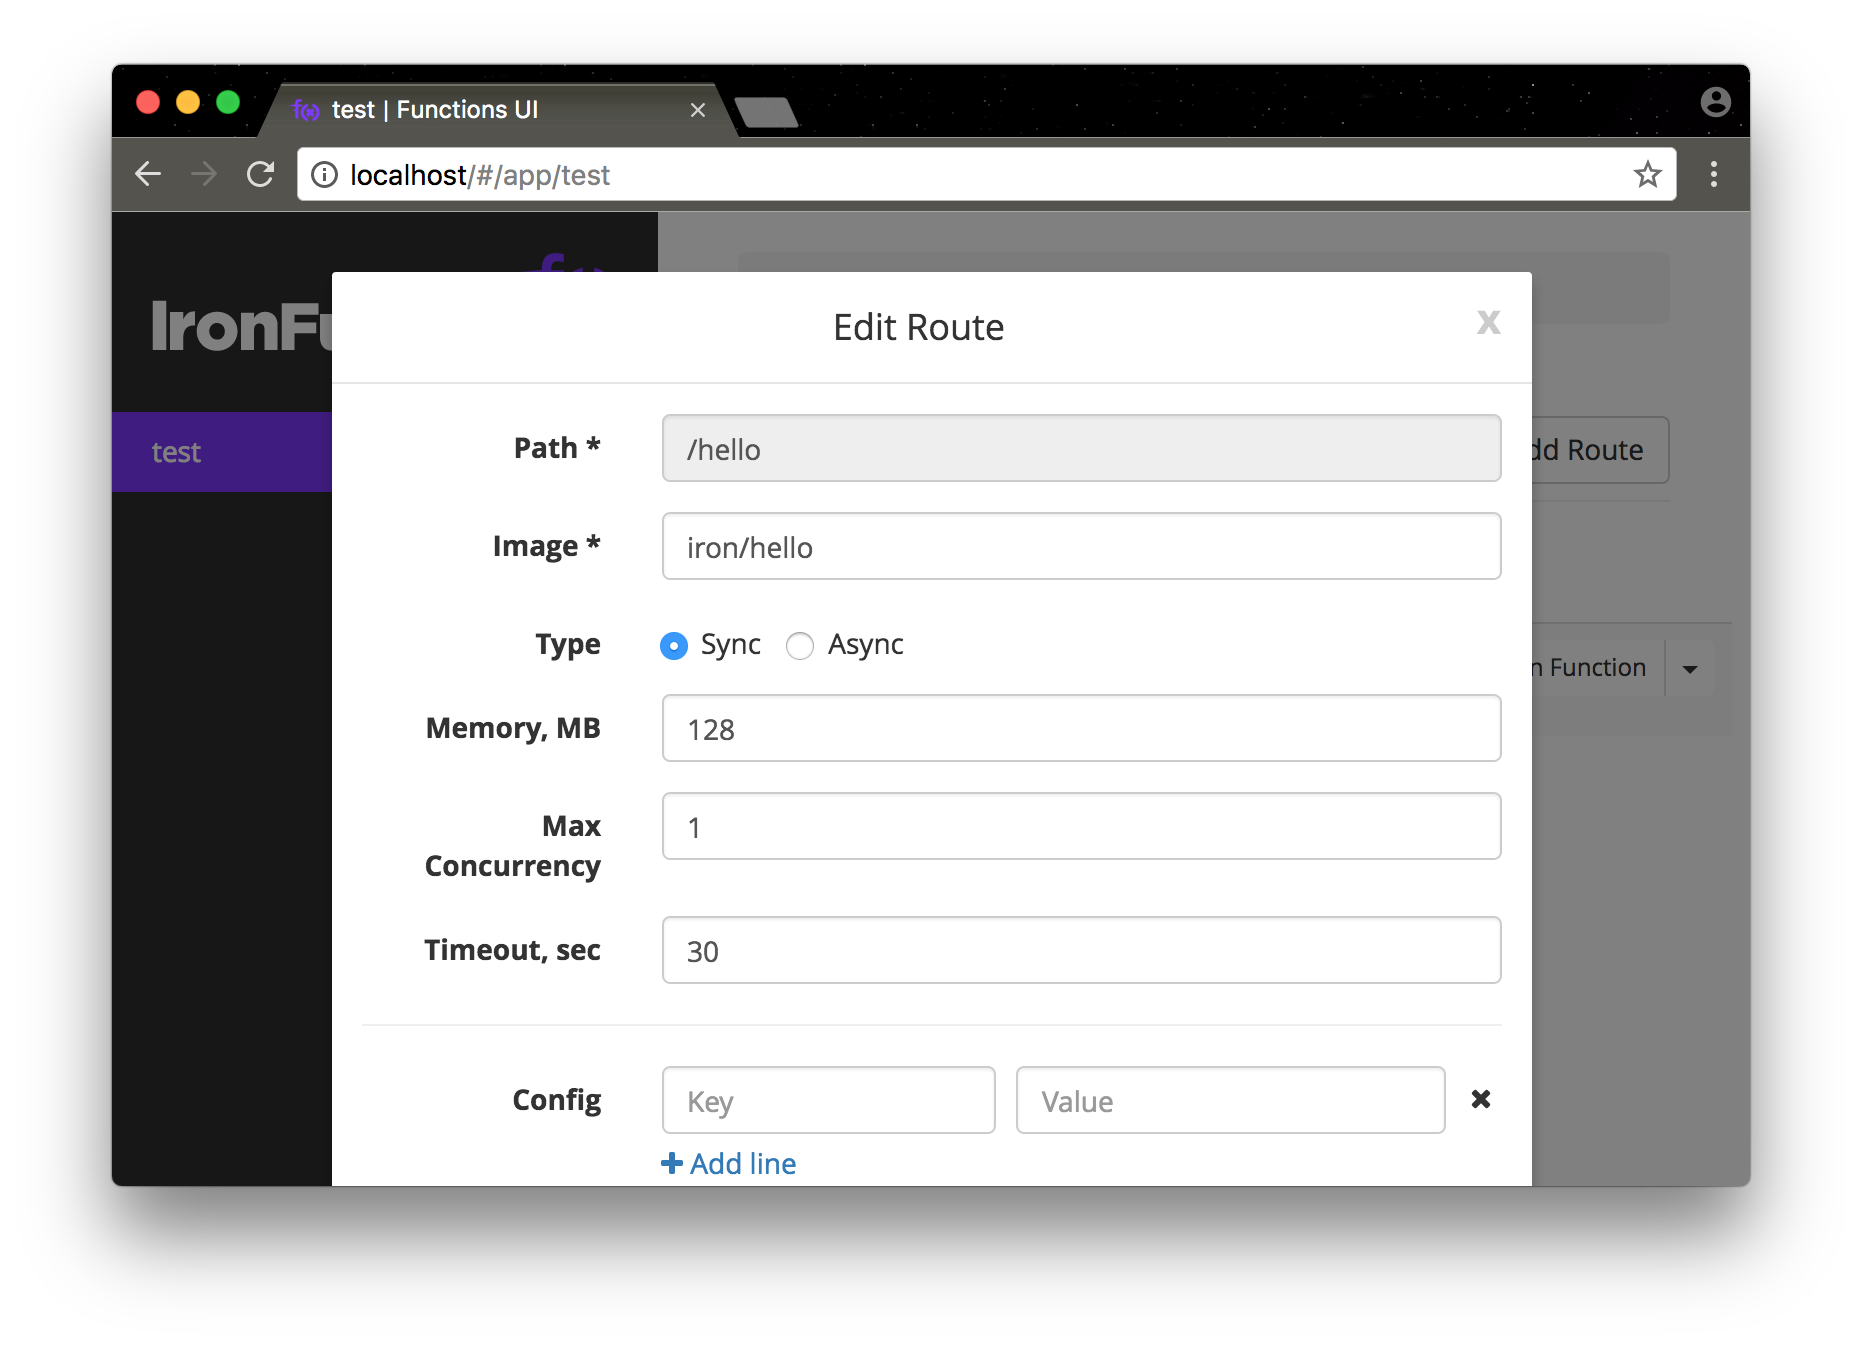 test | Functions UI
localhost/#/app/test
IronFu
Edit Route
x
Path *
/hello
dd Route
Image *
iron/hello
test
Type
Sync
Async
n Function
Memory, MB
128
Max
Concurrency
1
Timeout, sec
30
Config
Key
Value
Add line